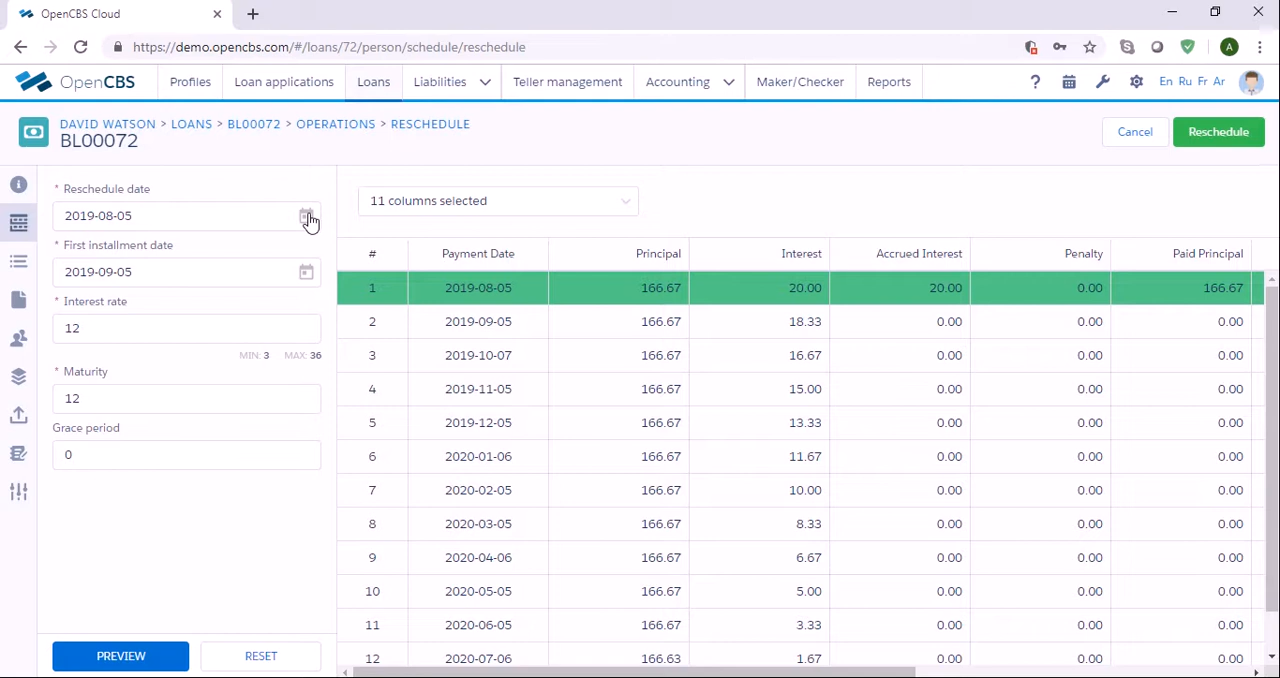 OpenCBS Cloud
https://demo.opencbs.com/#/loans/72/person/schedule/reschedule
A
OpenCBS Profiles Loan applications Loans Liabilities Teller management Accounting Maker/Checker Reports ? En Ru Fr Ar
DAVID WATSON > LOANS > BL00072 > OPERATIONS > RESCHEDULE
BL00072
Cancel Reschedule
* Reschedule date
2019-08-05
* First installment date
2019-09-05
* Interest rate
12
MIN: 3 MAX: 36
* Maturity
12
Grace period
0
PREVIEW RESET
11 columns selected
# Payment Date Principal Interest Accrued Interest Penalty Paid Principal
1 2019-08-05 166.67 20.00 20.00 0.00 166.67
2 2019-09-05 166.67 18.33 0.00 0.00 0.00
3 2019-10-07 166.67 16.67 0.00 0.00 0.00
4 2019-11-05 166.67 15.00 0.00 0.00 0.00
5 2019-12-05 166.67 13.33 0.00 0.00 0.00
6 2020-01-06 166.67 11.67 0.00 0.00 0.00
7 2020-02-05 166.67 10.00 0.00 0.00 0.00
8 2020-03-05 166.67 8.33 0.00 0.00 0.00
9 2020-04-06 166.67 6.67 0.00 0.00 0.00
10 2020-05-05 166.67 5.00 0.00 0.00 0.00
11 2020-06-05 166.67 3.33 0.00 0.00 0.00
12 2020-07-06 166.63 1.67 0.00 0.00 0.00